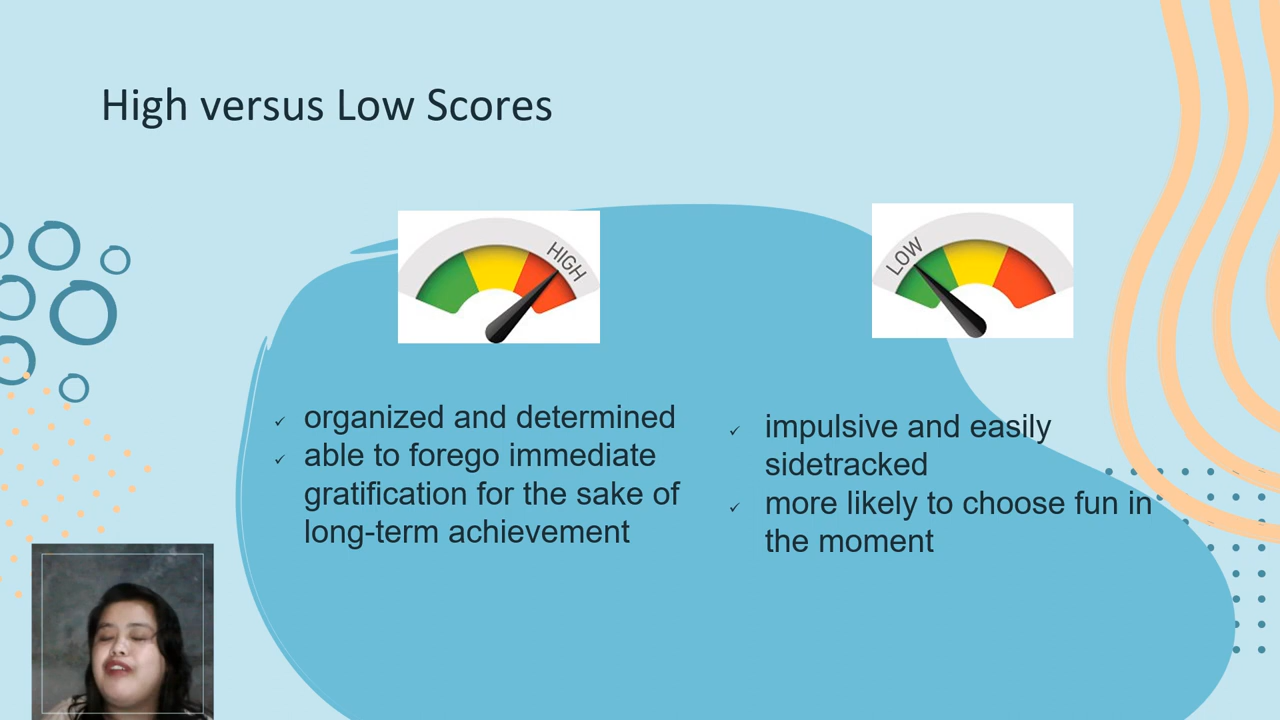 High versus Low Scores
HIGH
LOW
organized and determined
able to forego immediate
gratification for the sake of
long-term achievement
impulsive and easily
sidetracked
more likely to choose fun in
the moment